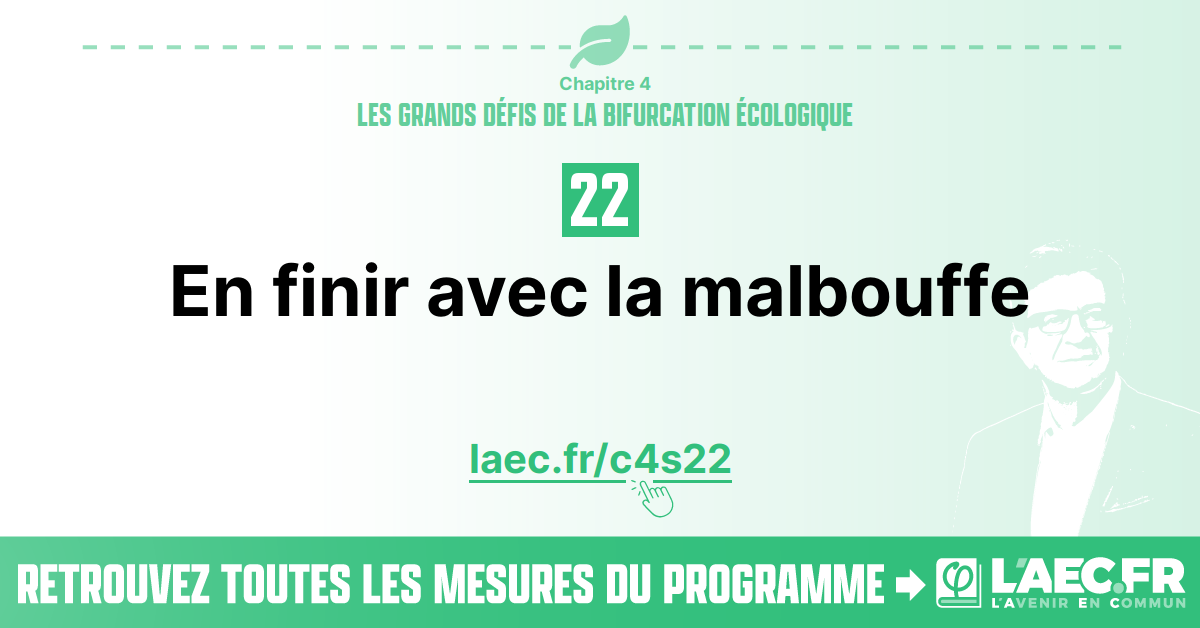 Chapitre 4
LES GRANDS DÉFIS DE LA BIFURCATION ÉCOLOGIQUE
22
En finir avec la malbouffe
laec.fr/c4s22
RETROUVEZ TOUTES LES MESURES DU PROGRAMME
φ L'AEC.FR
L'AVENIR EN COMMUN